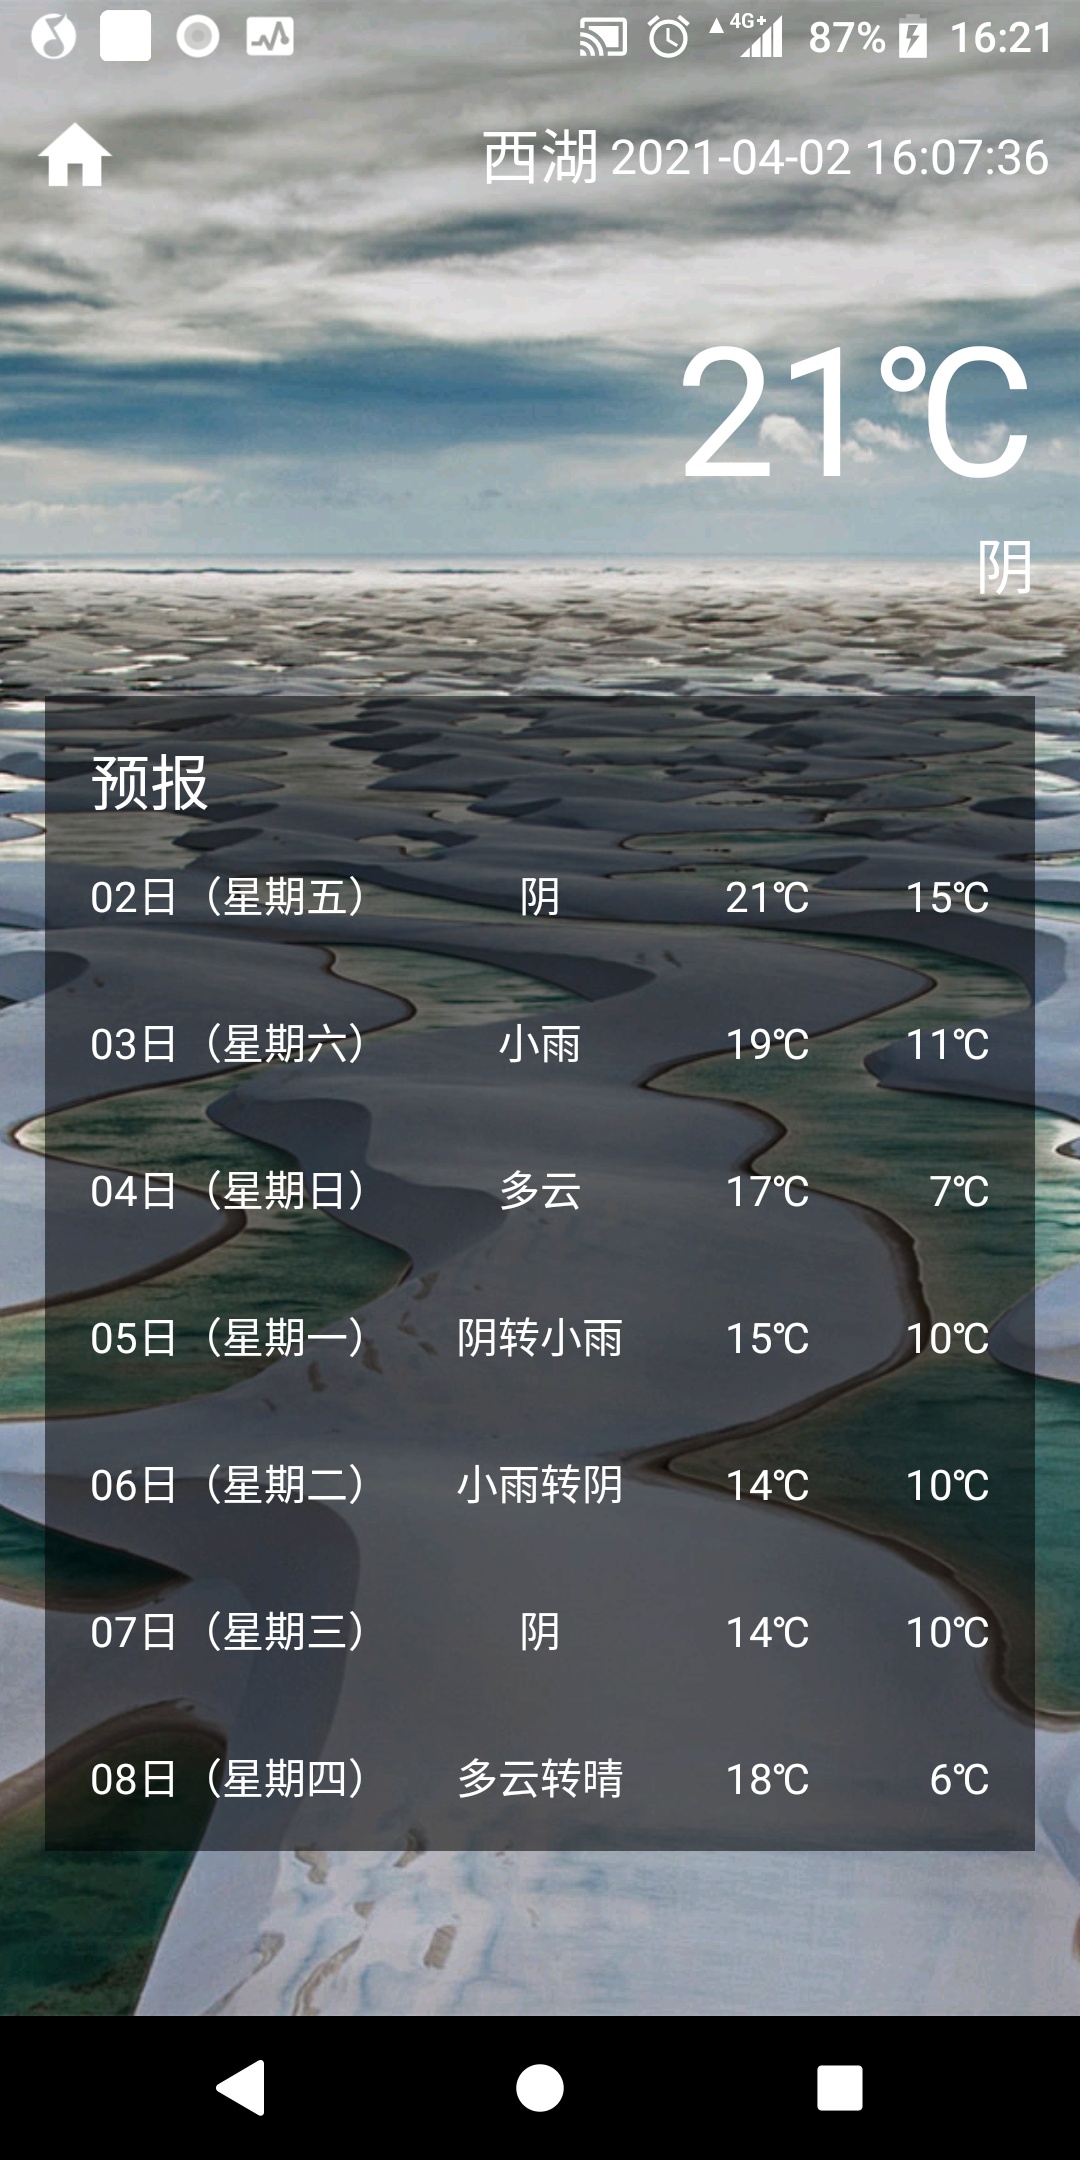 4G+ 87% 16:21
西湖 2021-04-02 16:07:36
21℃
阴
预报
02日（星期五） 阴 21℃ 15℃
03日（星期六） 小雨 19℃ 11℃
04日（星期日） 多云 17℃ 7℃
05日（星期一） 阴转小雨 15℃ 10℃
06日（星期二） 小雨转阴 14℃ 10℃
07日（星期三） 阴 14℃ 10℃
08日（星期四） 多云转晴 18℃ 6℃